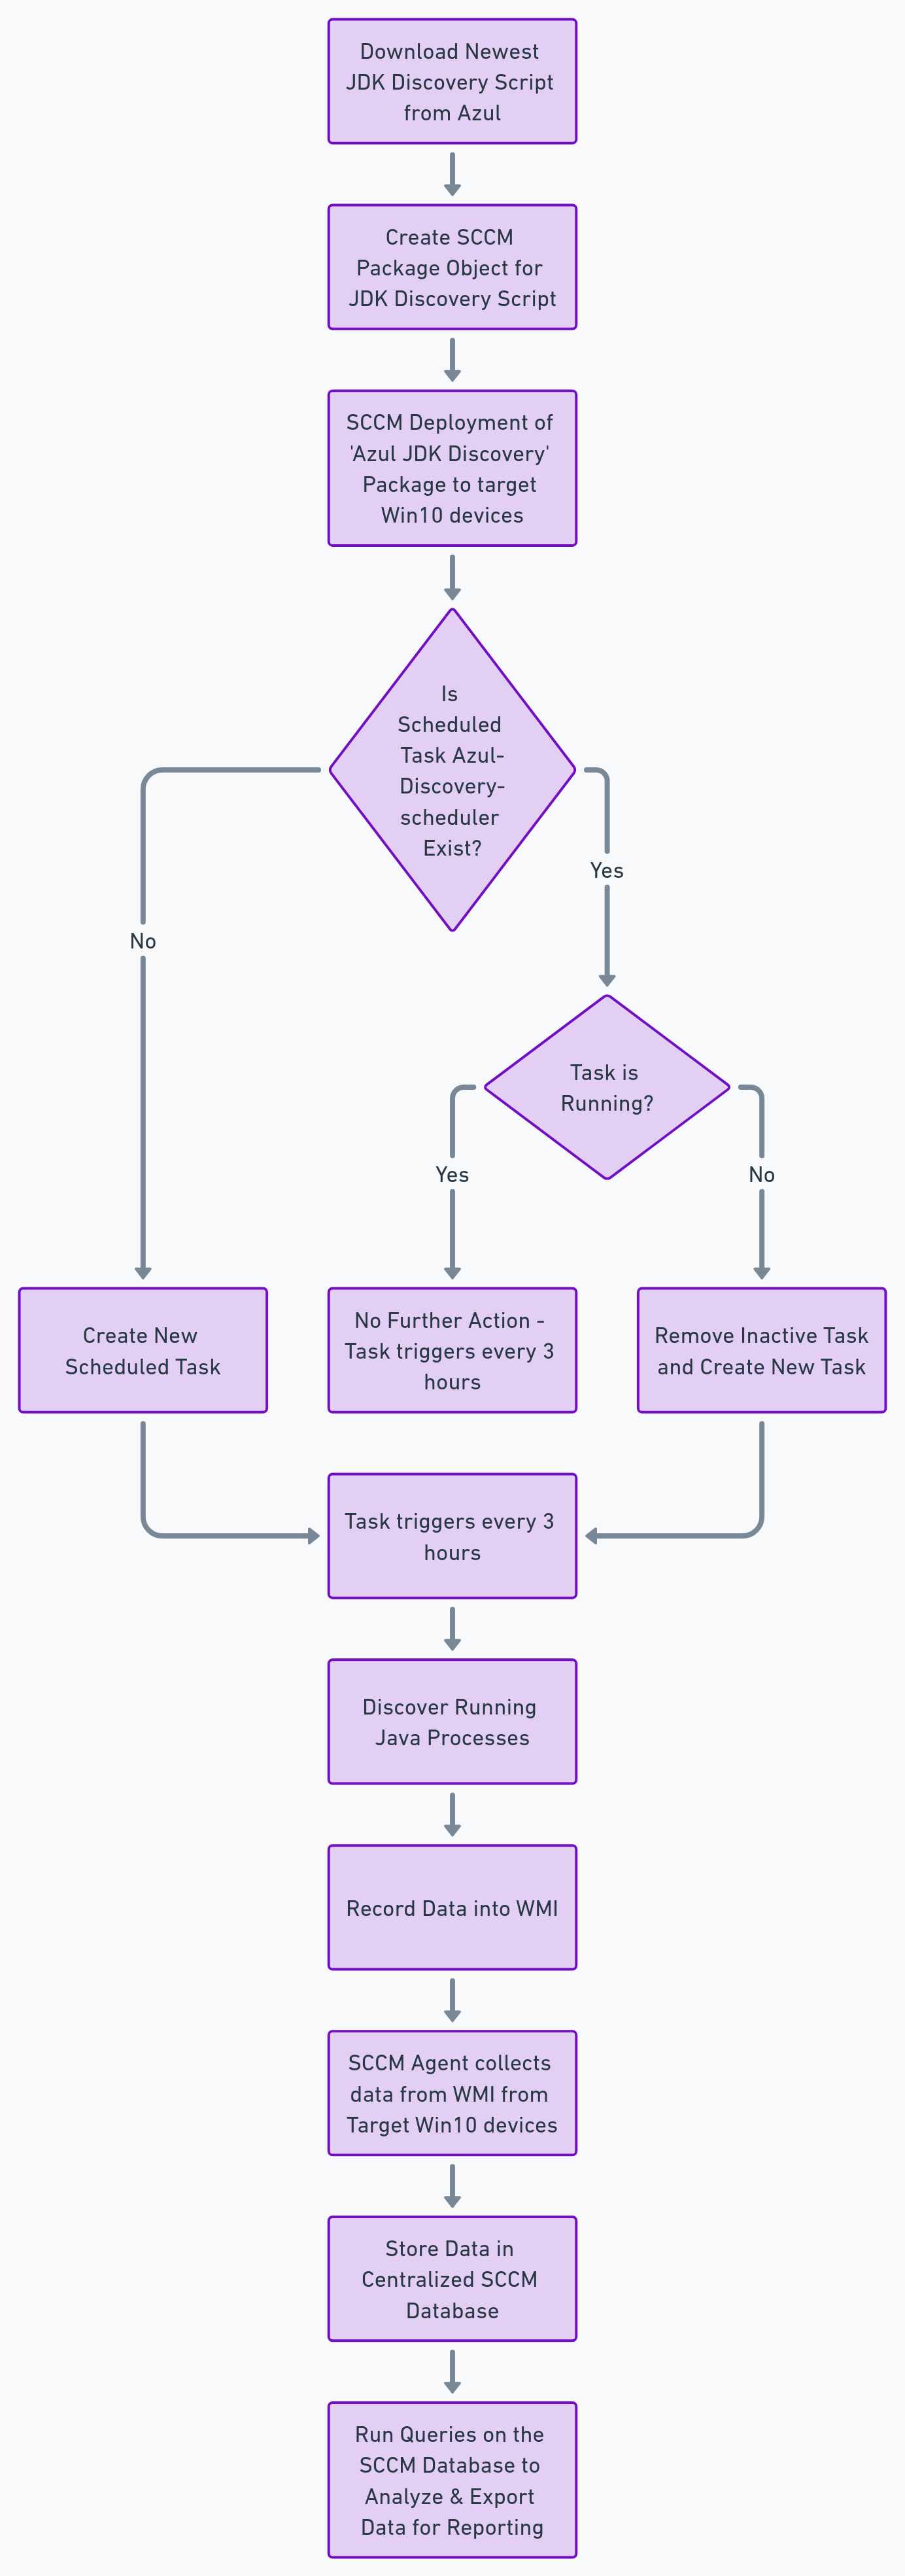 Download Newest
JDK Discovery Script
from Azul
Create SCCM
Package Object for
JDK Discovery Script
SCCM Deployment of
'Azul JDK Discovery'
Package to target
Win10 devices
Is
Scheduled
Task Azul-
Discovery-
scheduler
Exist?
Yes
No
Task is
Running?
Yes
No
Create New
Scheduled Task
No Further Action -
Task triggers every 3
hours
Remove Inactive Task
and Create New Task
Task triggers every 3
hours
Discover Running
Java Processes
Record Data into WMI
SCCM Agent collects
data from WMI from
Target Win10 devices
Store Data in
Centralized SCCM
Database
Run Queries on the
SCCM Database to
Analyze & Export
Data for Reporting